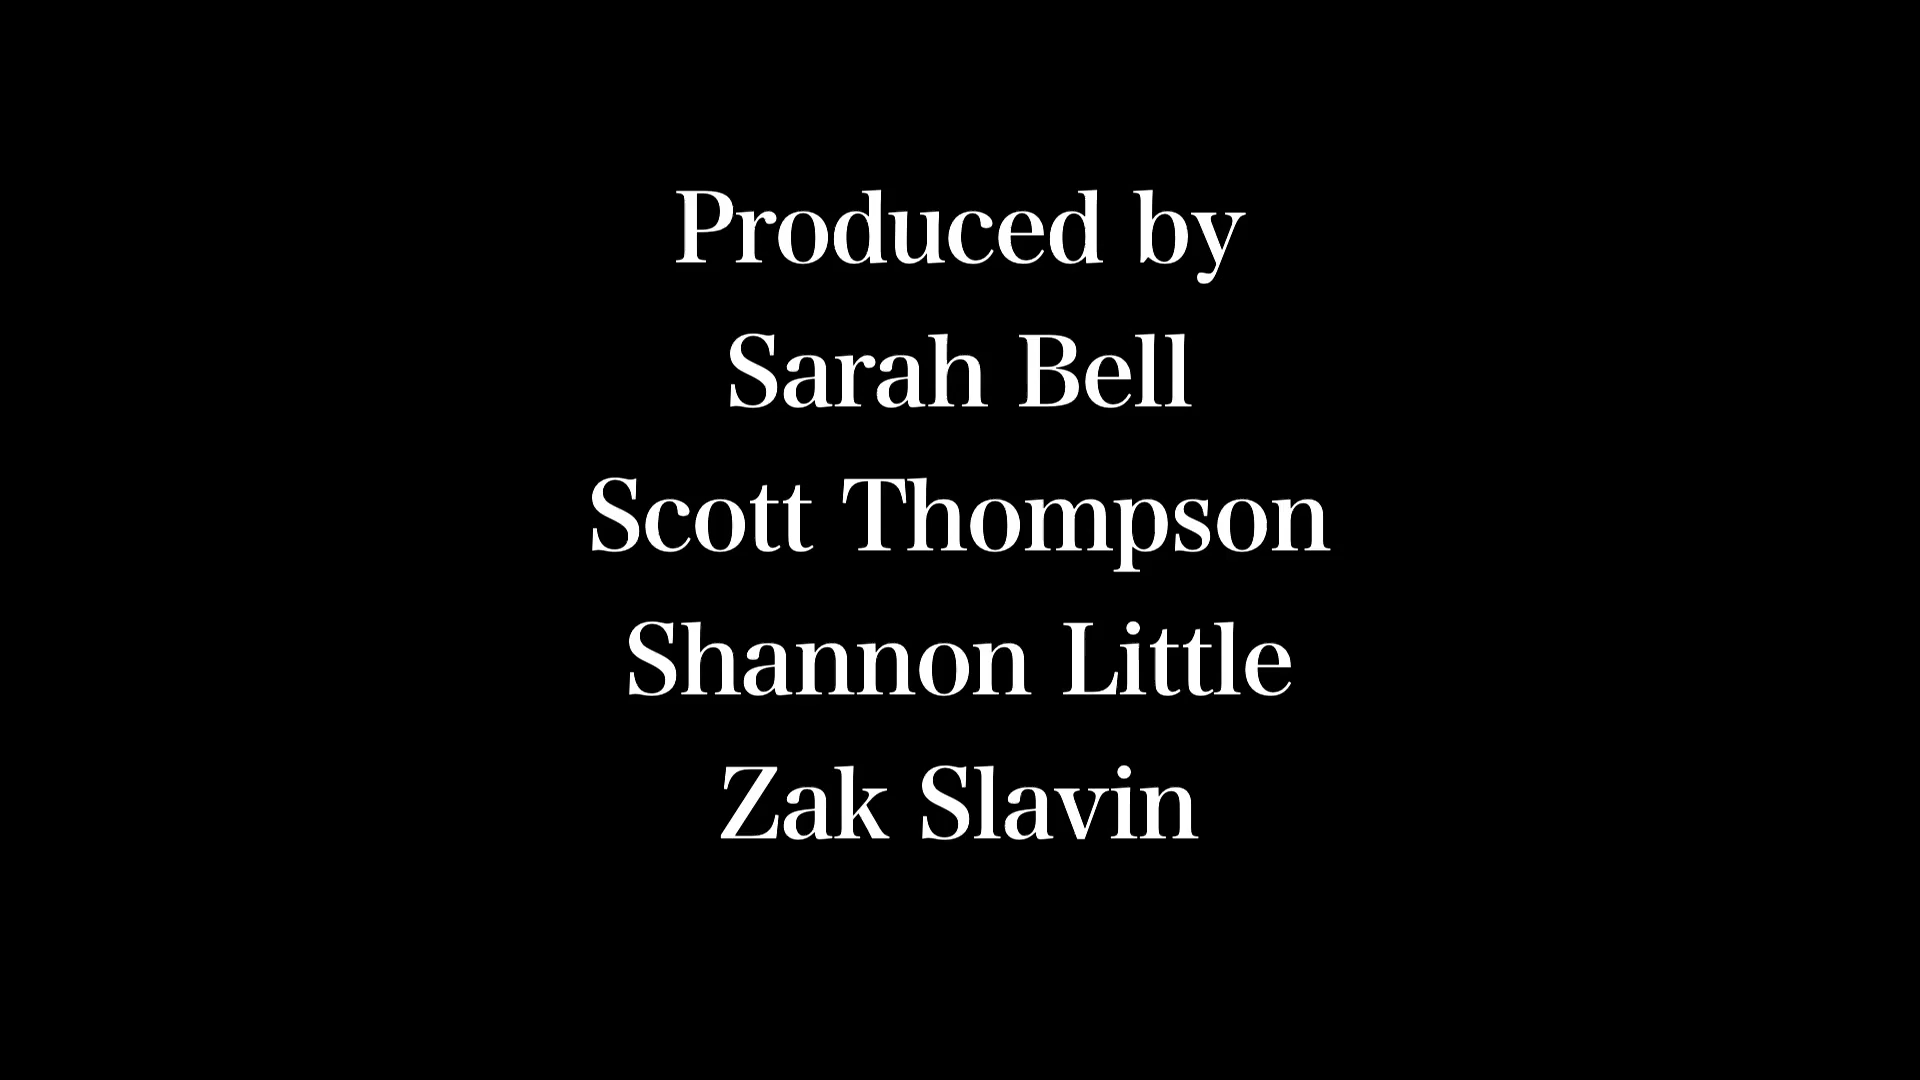 Produced by
Sarah Bell
Scott Thompson
Shannon Little
Zak Slavin